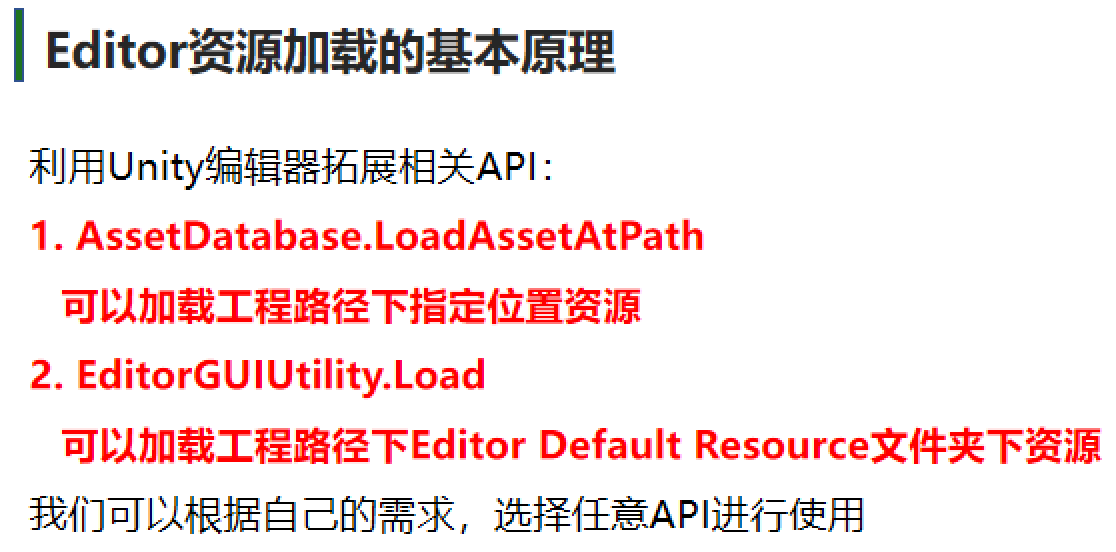 Editor资源加载的基本原理
利用Unity编辑器拓展相关API：
1. AssetDatabase.LoadAssetAtPath
可以加载工程路径下指定位置资源
2. EditorGUIUtility.Load
可以加载工程路径下Editor Default Resource文件夹下资源
我们可以根据自己的需求，选择任意API进行使用